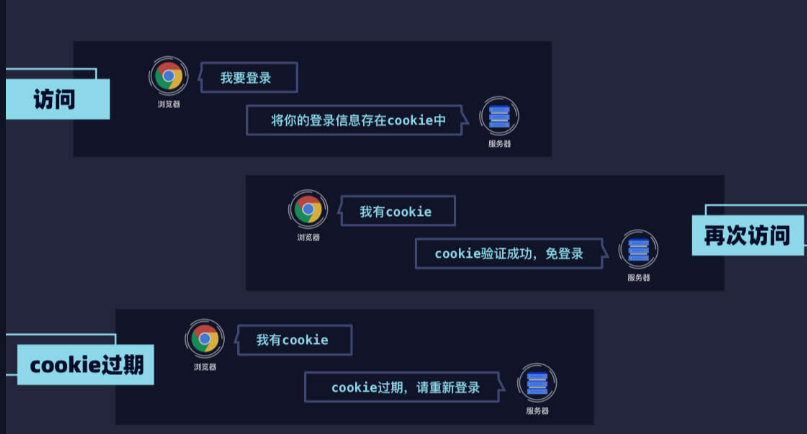 访问
我要登录
浏览器
将你的登录信息存在cookie中
服务器
我有cookie
浏览器
再次访问
cookie验证成功，免登录
服务器
cookie过期
我有cookie
浏览器
cookie过期，请重新登录
服务器